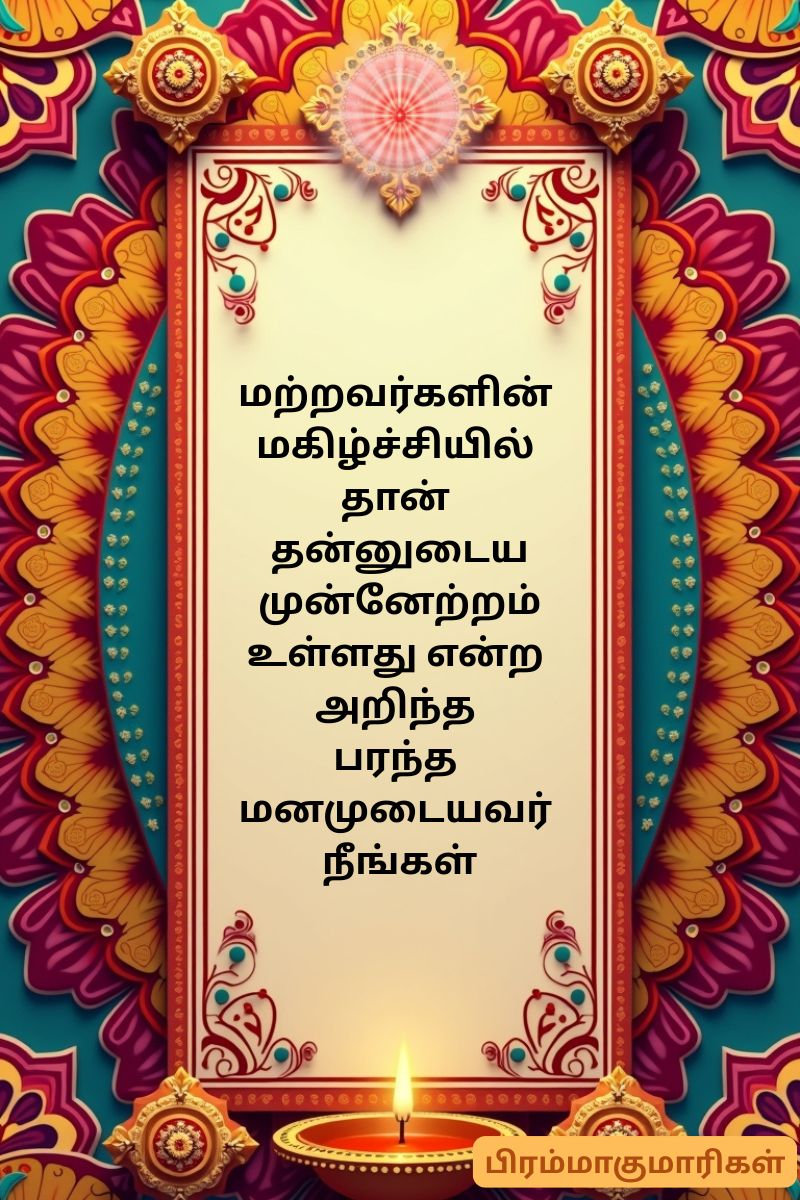 மற்றவர்களின்
மகிழ்ச்சியில்
தான்
தன்னுடைய
முன்னேற்றம்
உள்ளது என்ற
அறிந்த
பரந்த
மனமுடையவர்
நீங்கள்
பிரம்மாகுமாரிகள்